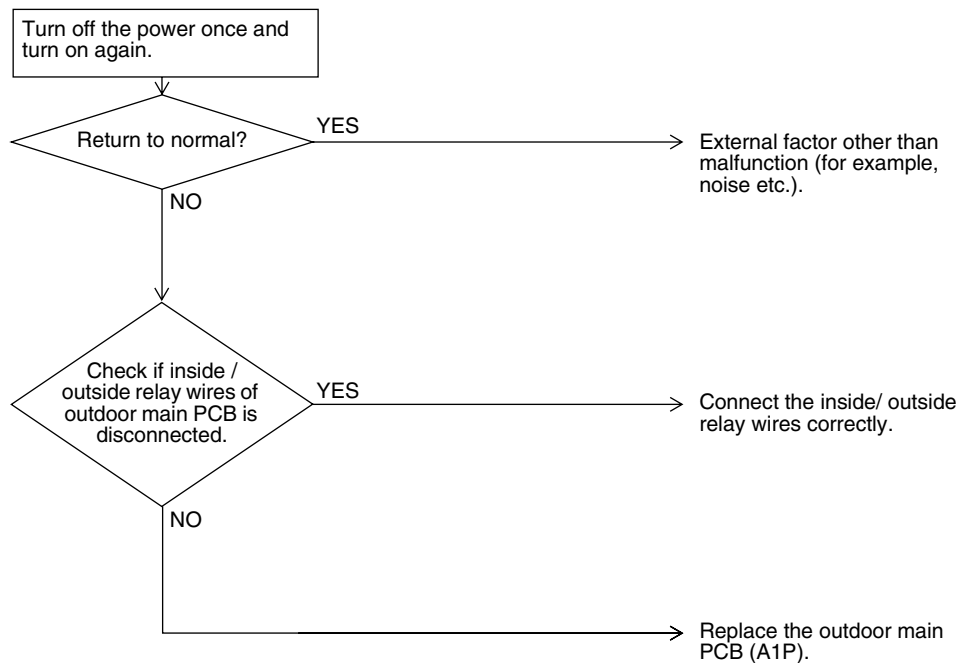 Turn off the power once and
turn on again.
Return to normal?
YES
External factor other than
malfunction (for example,
noise etc.).
NO
Check if inside /
outside relay wires of
outdoor main PCB is
disconnected.
YES
Connect the inside/ outside
relay wires correctly.
NO
Replace the outdoor main
PCB (A1P).